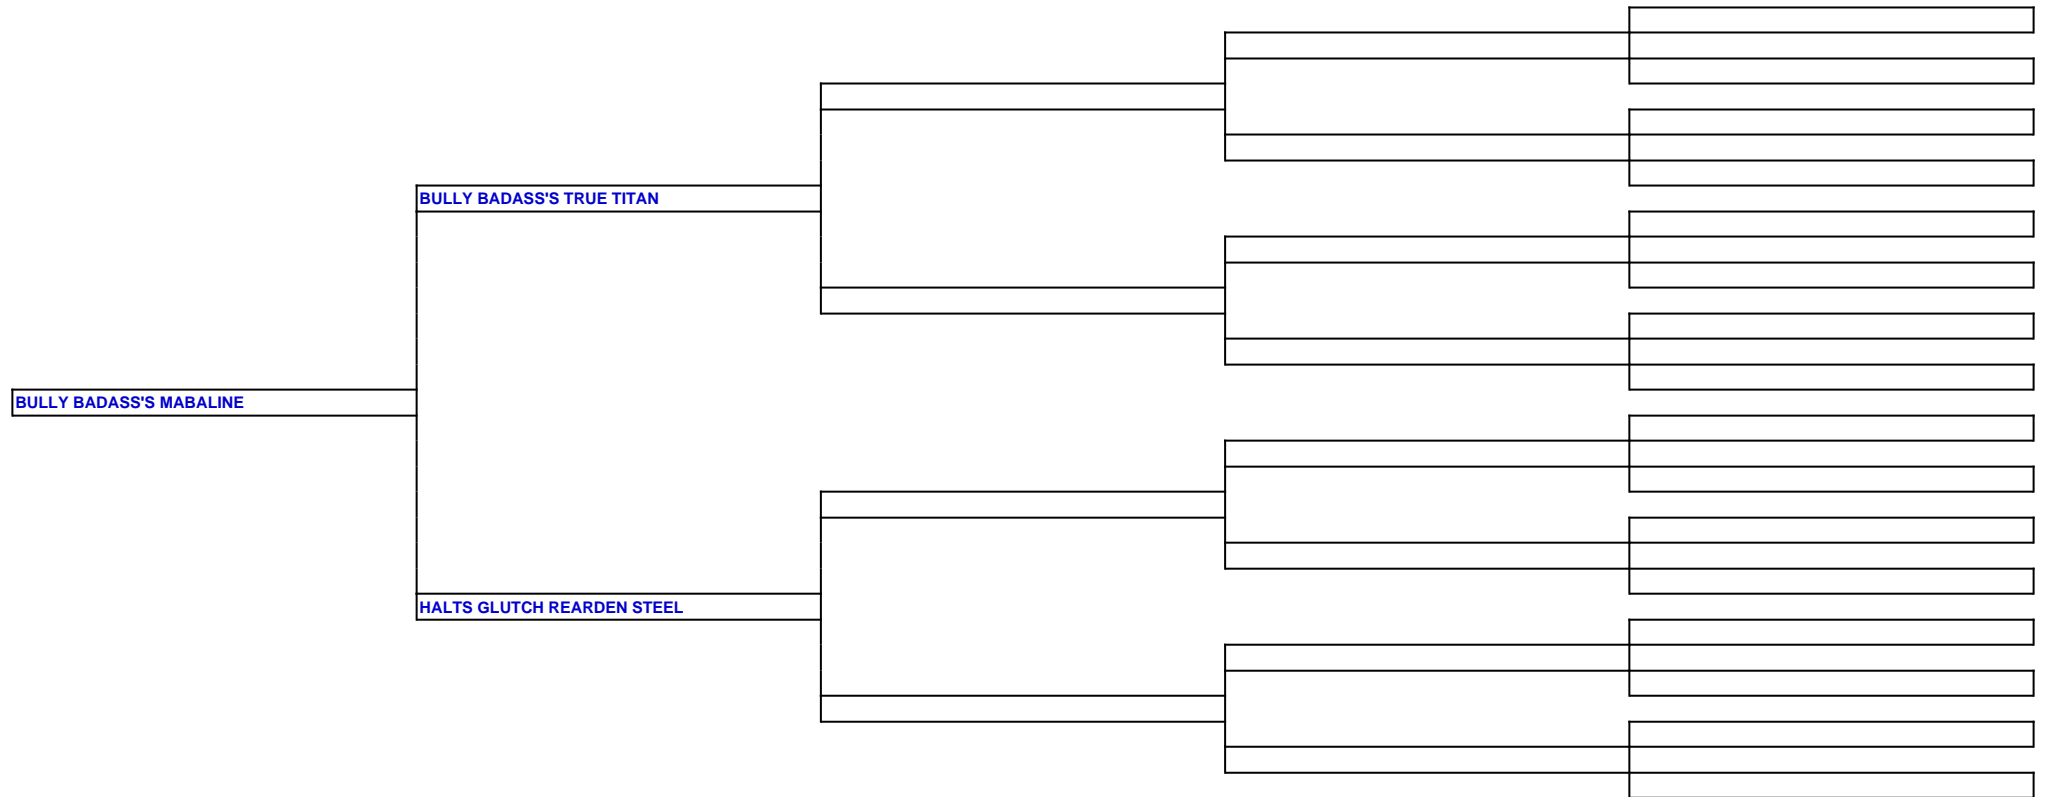 BULLY BADASS'S TRUE TITAN
BULLY BADASS'S MABALINE
HALTS GLUTCH REARDEN STEEL